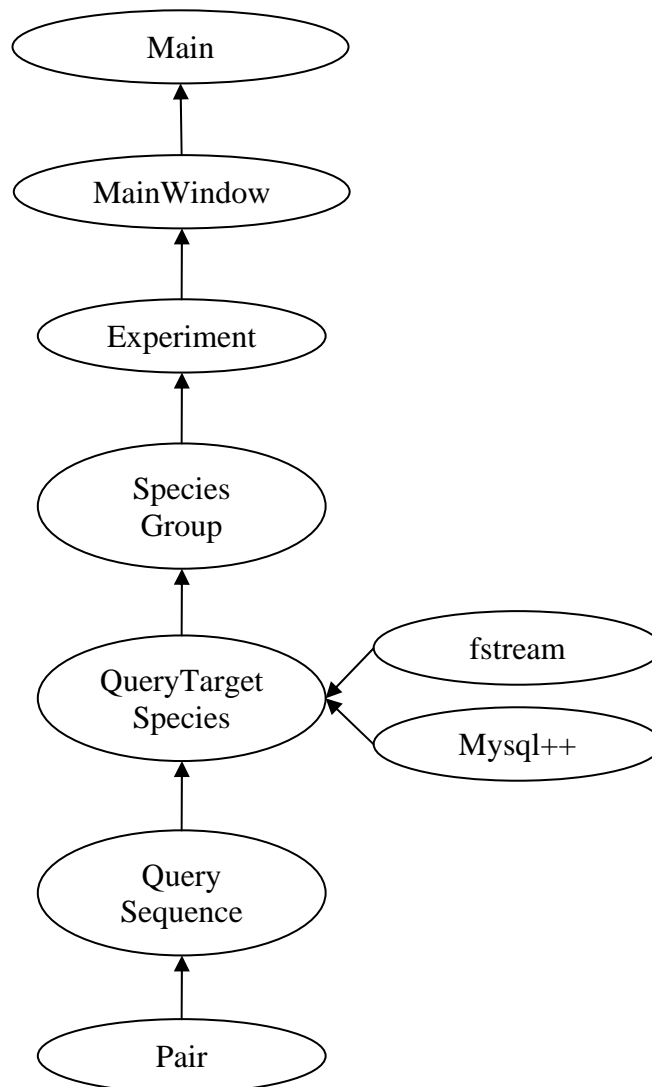 Main
MainWindow
Experiment
Species
Group
QueryTarget
Species
fstream
Mysql++
Query
Sequence
Pair